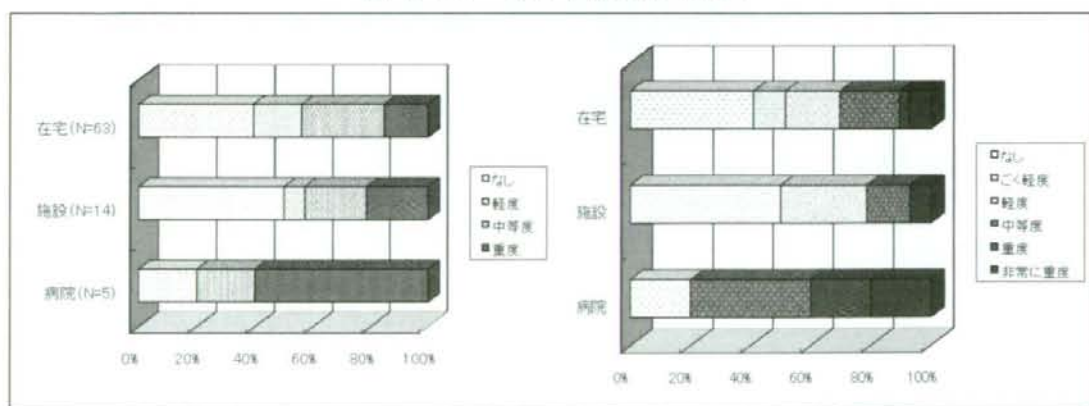 在宅(N=63)
施設(N=14)
病院(N=5)
0% 20% 40% 60% 80% 100%
なし
軽度
中等度
重度
在宅
施設
病院
0% 20% 40% 60% 80% 100%
なし
ごく軽度
軽度
中等度
重度
非常に重度